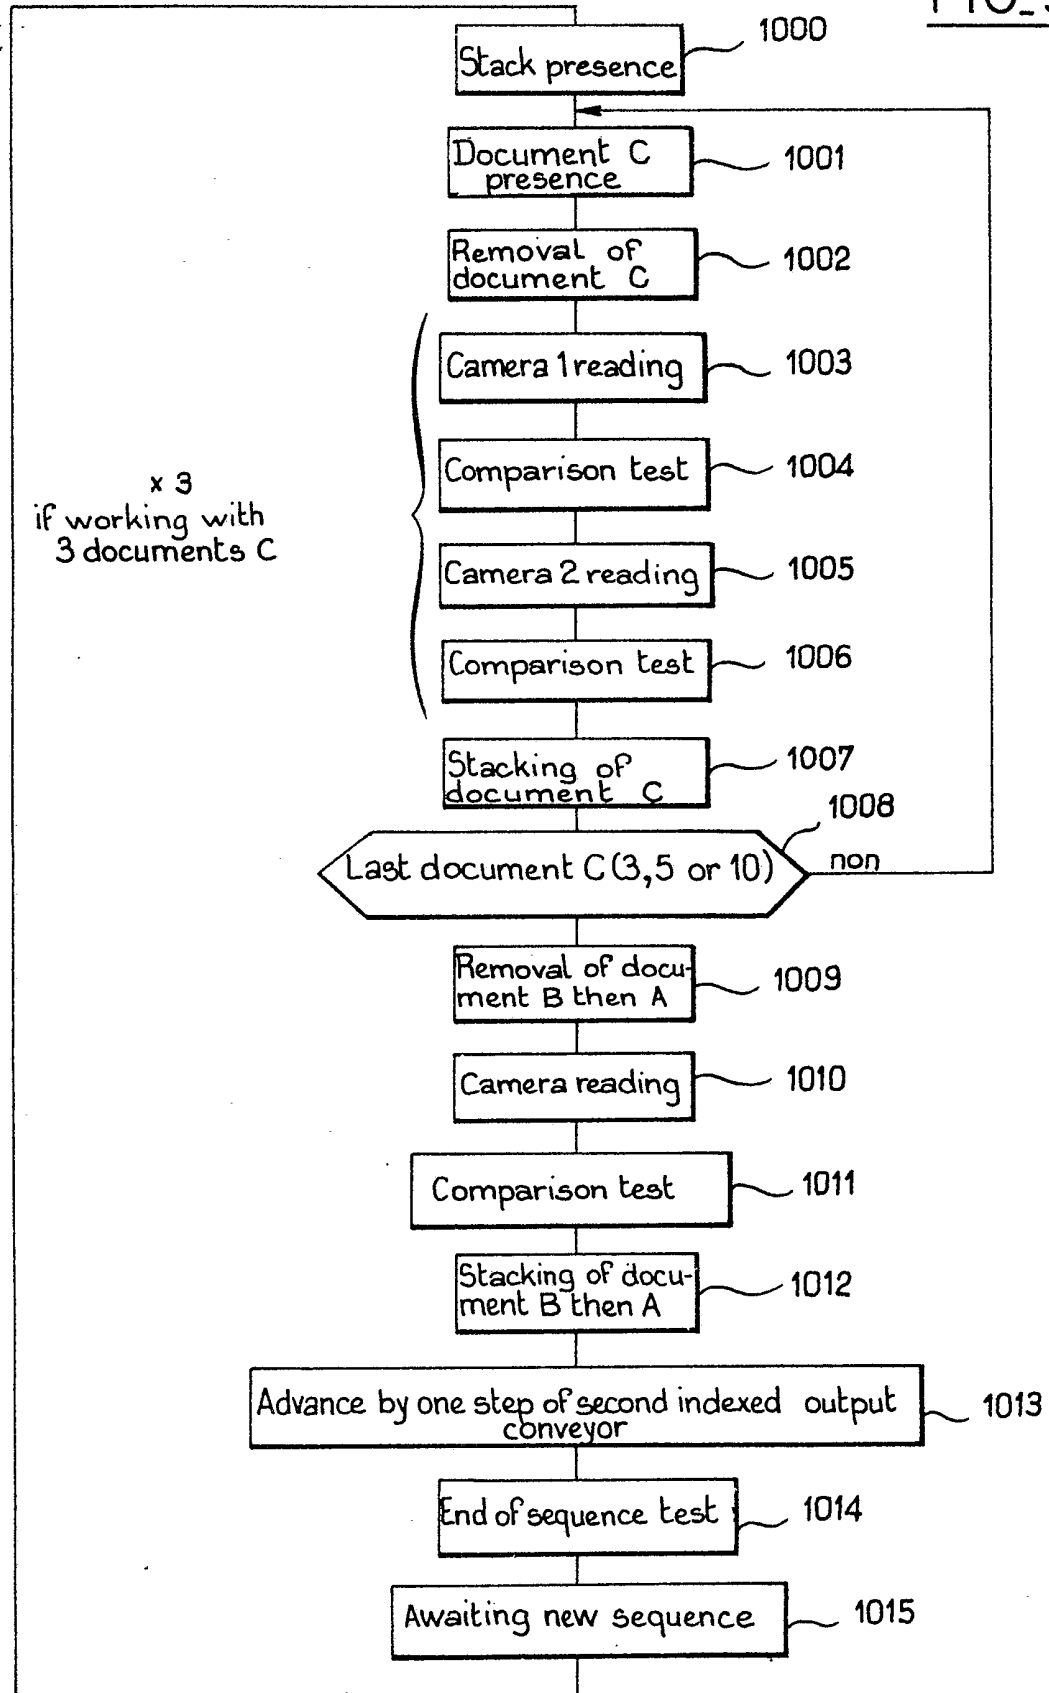 1000
Stack presence
Document C
presence
1001
Removal of
document C
1002
Camera 1 reading
1003
Comparison test
1004
x 3
if working with
3 documents C
Camera 2 reading
1005
Comparison test
1006
Stacking of
document C
1007
1008
Last document C (3, 5 or 10)
non
Removal of docu-
ment B then A
1009
Camera reading
1010
Comparison test
1011
Stacking of docu-
ment B then A
1012
Advance by one step of second indexed output
conveyor
1013
End of sequence test
1014
Awaiting new sequence
1015